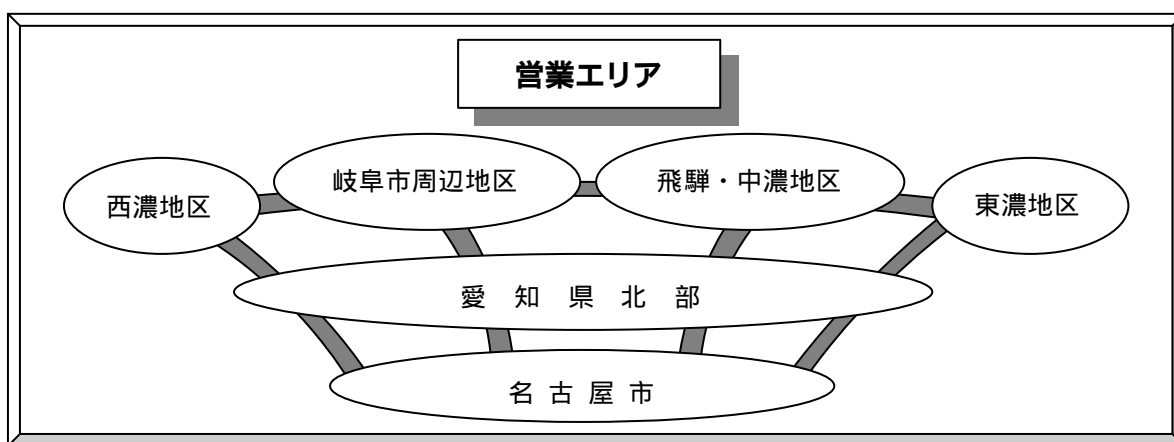 営業エリア
西濃地区
岐阜市周辺地区
飛騨・中濃地区
東濃地区
愛知県北部
名古屋市